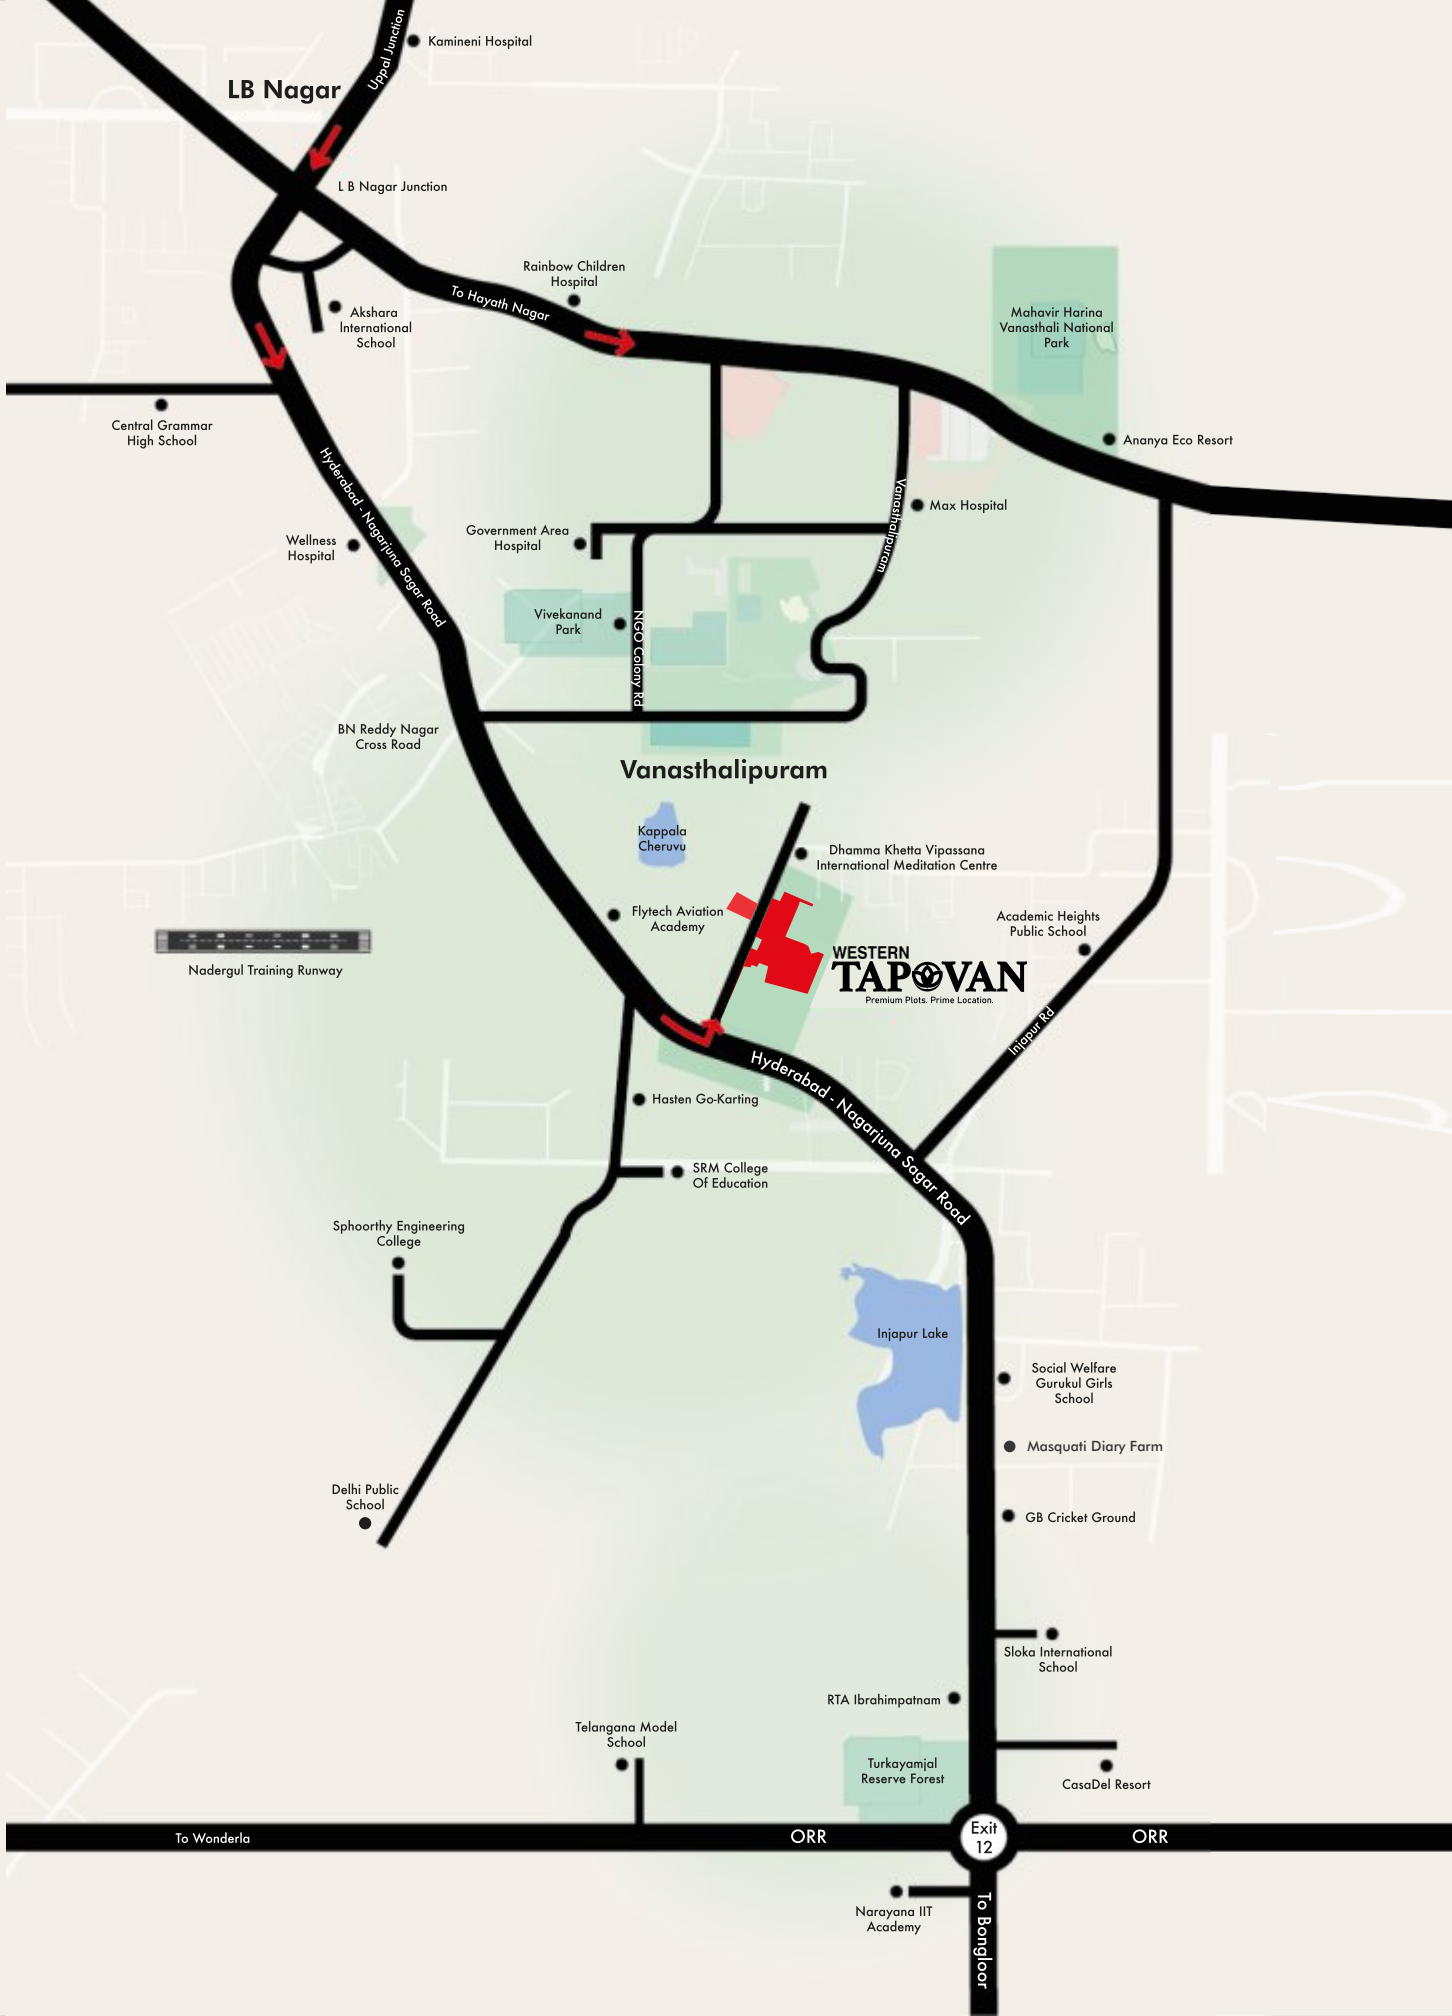 Uppal Junction
Kamineni Hospital
LB Nagar
L B Nagar Junction
Rainbow Children
Hospital
To Hayath Nagar
Akshara
International
School
Mahavir Harina
Vanasthali National
Park
Central Grammar
High School
Ananya Eco Resort
Hyderabad - Nagarjuna Sagar Road
Vanasthalipuram
Max Hospital
Government Area
Hospital
Wellness
Hospital
Vivekanand
Park
NGO Colony Rd
BN Reddy Nagar
Cross Road
Vanasthalipuram
Kappala
Cheruvu
Dhamma Khetta Vipassana
International Meditation Centre
Flytech Aviation
Academy
Academic Heights
Public School
WESTERN
TAPOVAN
Premium Plots. Prime Location.
Nadergul Training Runway
Injapur Rd
Hyderabad - Nagarjuna Sagar Road
Hasten Go-Karting
SRM College
Of Education
Sphoorthy Engineering
College
Injapur Lake
Social Welfare
Gurukul Girls
School
Masquati Diary Farm
Delhi Public
School
GB Cricket Ground
Sloka International
School
RTA Ibrahimpatnam
Telangana Model
School
Turkayamjal
Reserve Forest
CasaDel Resort
To Wonderla
ORR
Exit
12
ORR
Narayana IIT
Academy
To Bongloor